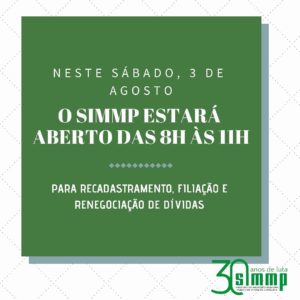 NESTE SÁBADO, 3 DE
AGOSTO
O SIMMP ESTARÁ
ABERTO DAS 8H ÀS 11H
PARA RECADASTRAMENTO, FILIAÇÃO E
RENEGOCIAÇÃO DE DÍVIDAS
30 anos de luta
sImmp